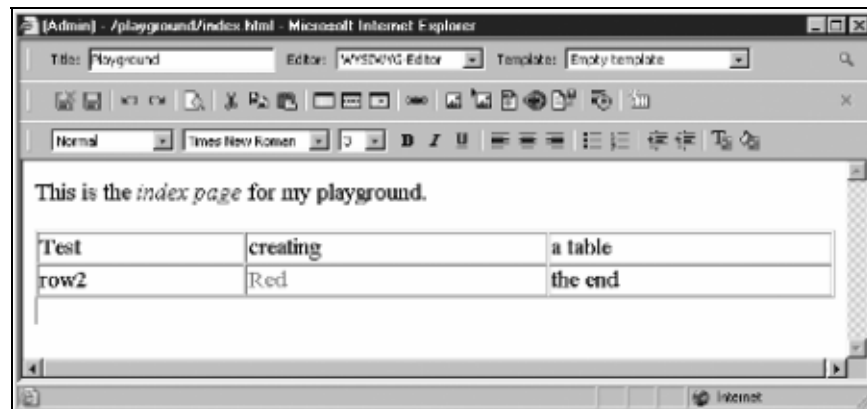 [Admin] - /playground/index.html - Microsoft Internet Explorer
Title: Playground Editor: WYSIWYG-Editor Template: Empty template
Normal Times New Roman 3 B I U
This is the index page for my playground.
Test creating a table
row2 Red the end
Internet